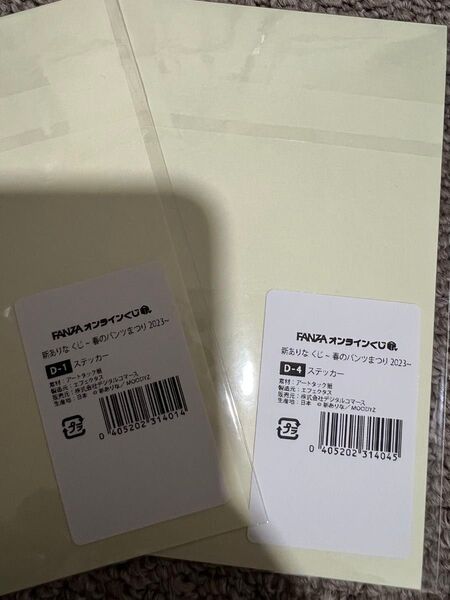 FANZA オンラインくじ
新ありな くじ ~ 春のパンツまつり 2023~
D-1 ステッカー
素材：アートタック紙
製造元：エフェクタス
販売元：株式会社デジタルコマース
生産地：日本 © 新ありな／MOODYZ
プラ
0 405202 314014
FANZA オンラインくじ
新ありな くじ ~ 春のパンツまつり 2023~
D-4 ステッカー
素材：アートタック紙
製造元：エフェクタス
販売元：株式会社デジタルコマース
生産地：日本 © 新ありな／MOODYZ
プラ
0 405202 314045